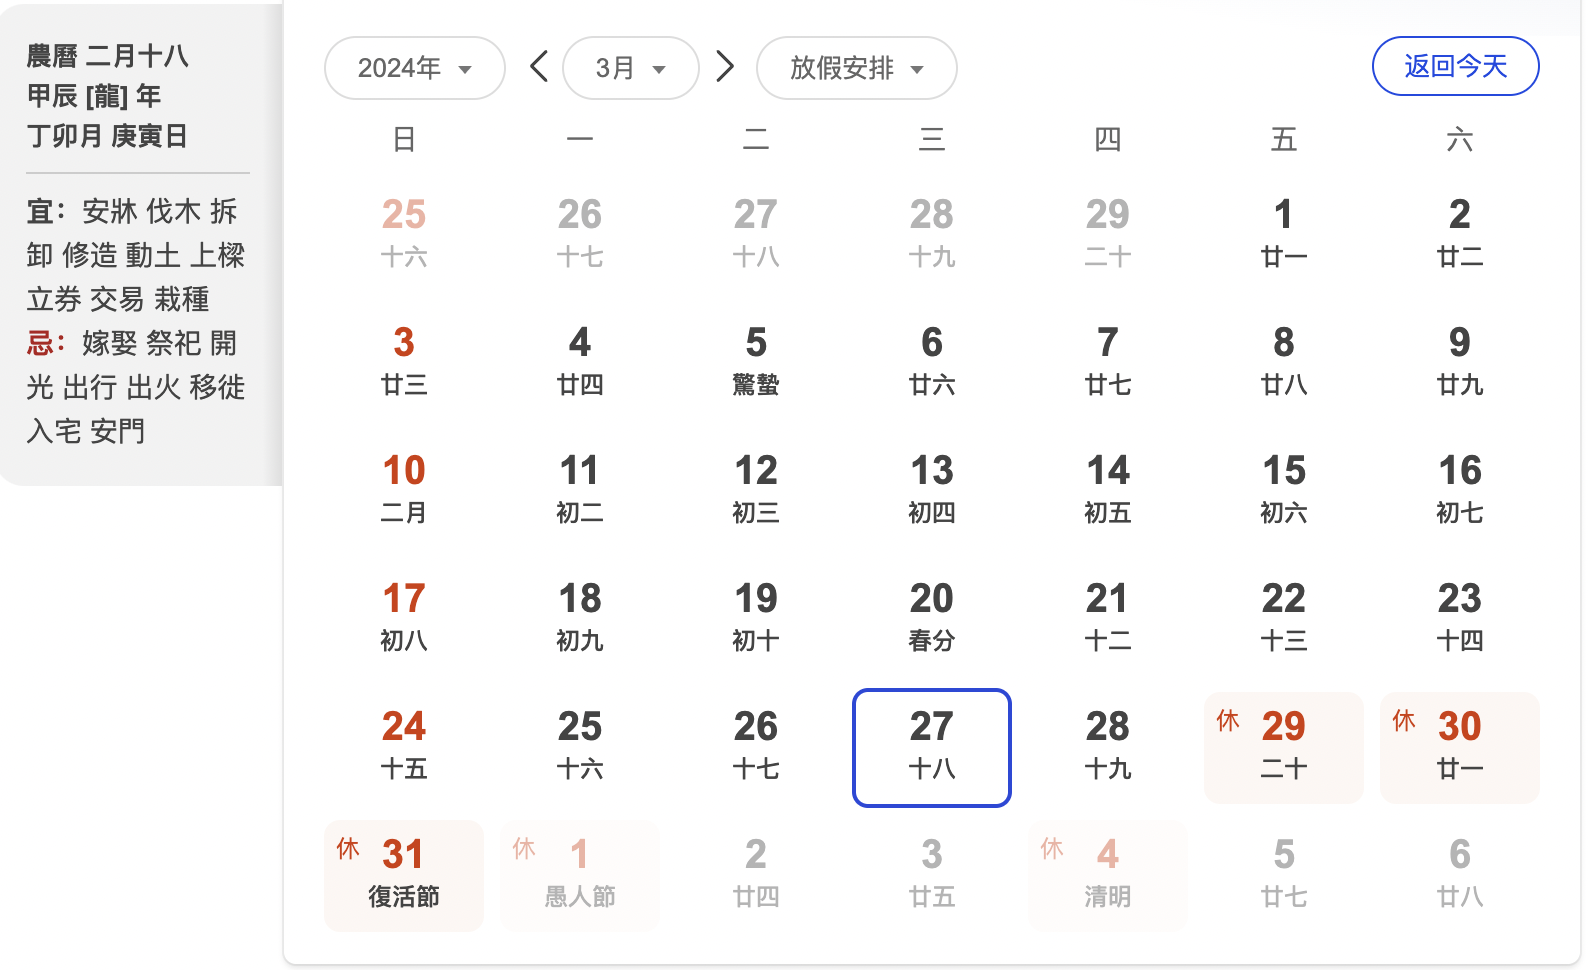 農曆 二月十八
甲辰 [龍] 年
丁卯月 庚寅日
宜：安牀 伐木 拆
卸 修造 動土 上樑
立券 交易 栽種
忌：嫁娶 祭祀 開
光 出行 出火 移徙
入宅 安門
2024年 3月 放假安排 返回今天
日 一 二 三 四 五 六
25 26 27 28 29 1 2
十六 十七 十八 十九 二十 廿一 廿二
3 4 5 6 7 8 9
廿三 廿四 驚蟄 廿六 廿七 廿八 廿九
10 11 12 13 14 15 16
二月 初二 初三 初四 初五 初六 初七
17 18 19 20 21 22 23
初八 初九 初十 春分 十二 十三 十四
24 25 26 27 28 休 29 休 30
十五 十六 十七 十八 十九 二十 廿一
休 31 休 1 2 3 休 4 5 6
復活節 愚人節 廿四 廿五 清明 廿七 廿八